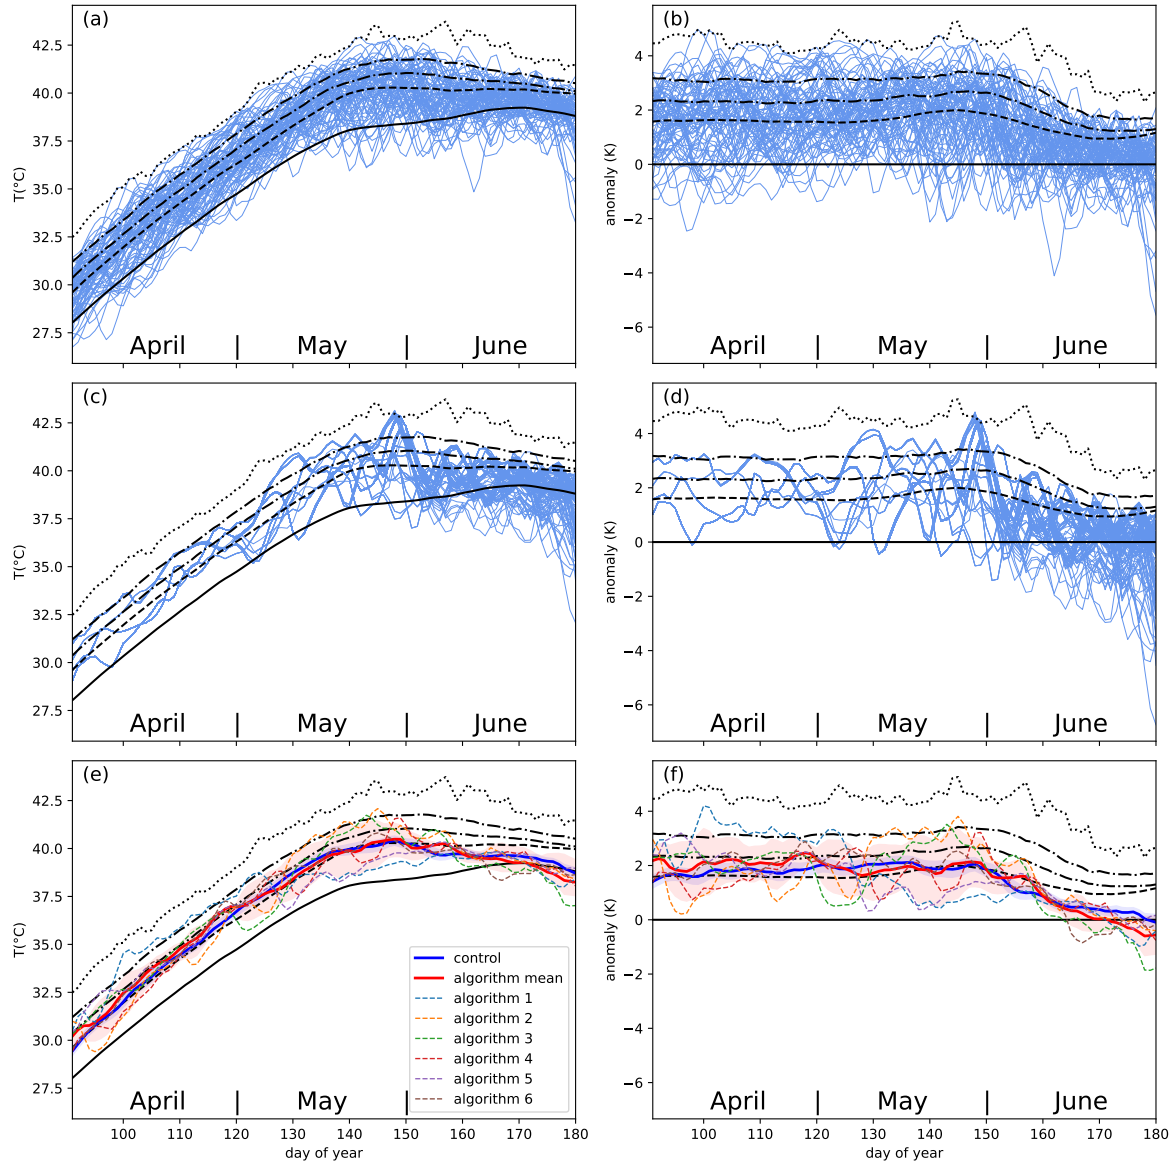 (a)
42.5
40.0
37.5
35.0
32.5
30.0
27.5
T(°C)
April | May | June
(b)
4
2
0
−2
−4
−6
anomaly (K)
April | May | June
(c)
42.5
40.0
37.5
35.0
32.5
30.0
27.5
T(°C)
April | May | June
(d)
4
2
0
−2
−4
−6
anomaly (K)
April | May | June
(e)
42.5
40.0
37.5
35.0
32.5
30.0
27.5
T(°C)
control
algorithm mean
algorithm 1
algorithm 2
algorithm 3
algorithm 4
algorithm 5
algorithm 6
April | May |
100 110 120 130 140 150 160 170 180
day of year
(f)
4
2
0
−2
−4
−6
anomaly (K)
April | May | June
100 110 120 130 140 150 160 170 180
day of year